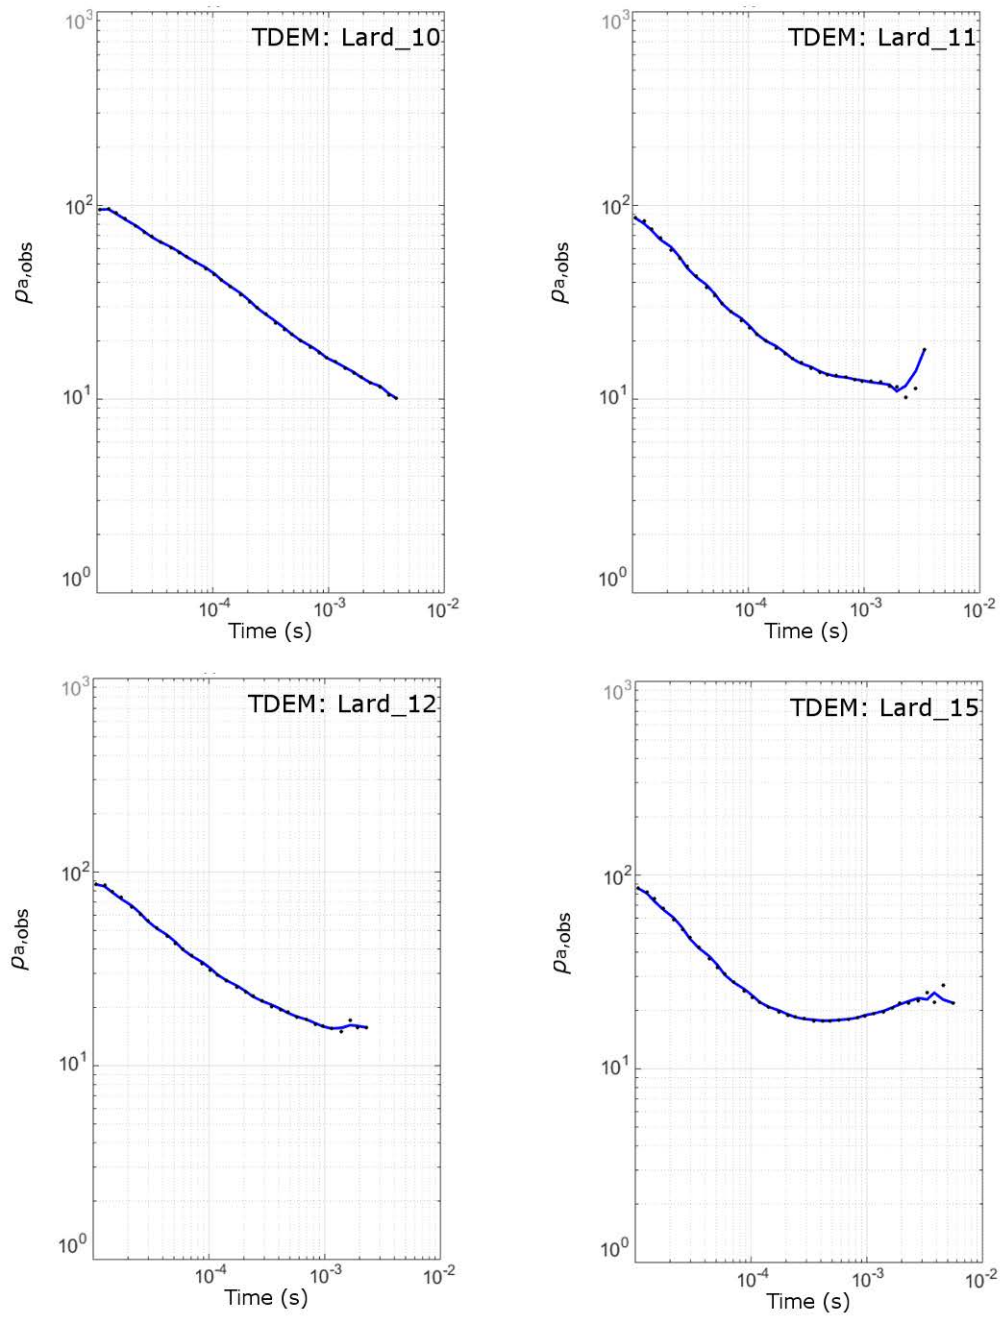 TDEM: Lard_10
10³
10²
10¹
10⁰
ρa,obs
10⁻⁴ 10⁻³ 10⁻²
Time (s)
TDEM: Lard_11
10³
10²
10¹
10⁰
ρa,obs
10⁻⁴ 10⁻³ 10⁻²
Time (s)
TDEM: Lard_12
10³
10²
10¹
10⁰
ρa,obs
10⁻⁴ 10⁻³ 10⁻²
Time (s)
TDEM: Lard_15
10³
10²
10¹
10⁰
ρa,obs
10⁻⁴ 10⁻³ 10⁻²
Time (s)